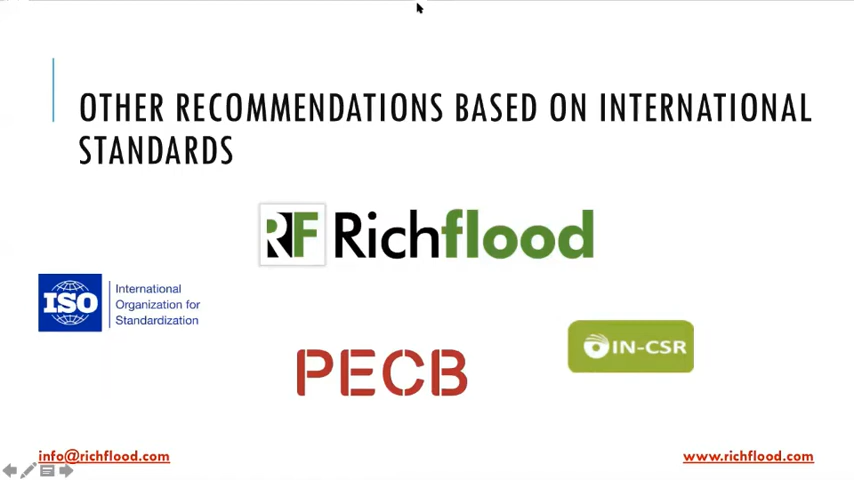 OTHER RECOMMENDATIONS BASED ON INTERNATIONAL
STANDARDS
RF Richflood
ISO
International
Organization for
Standardization
IN-CSR
PECB
info@richflood.com
www.richflood.com